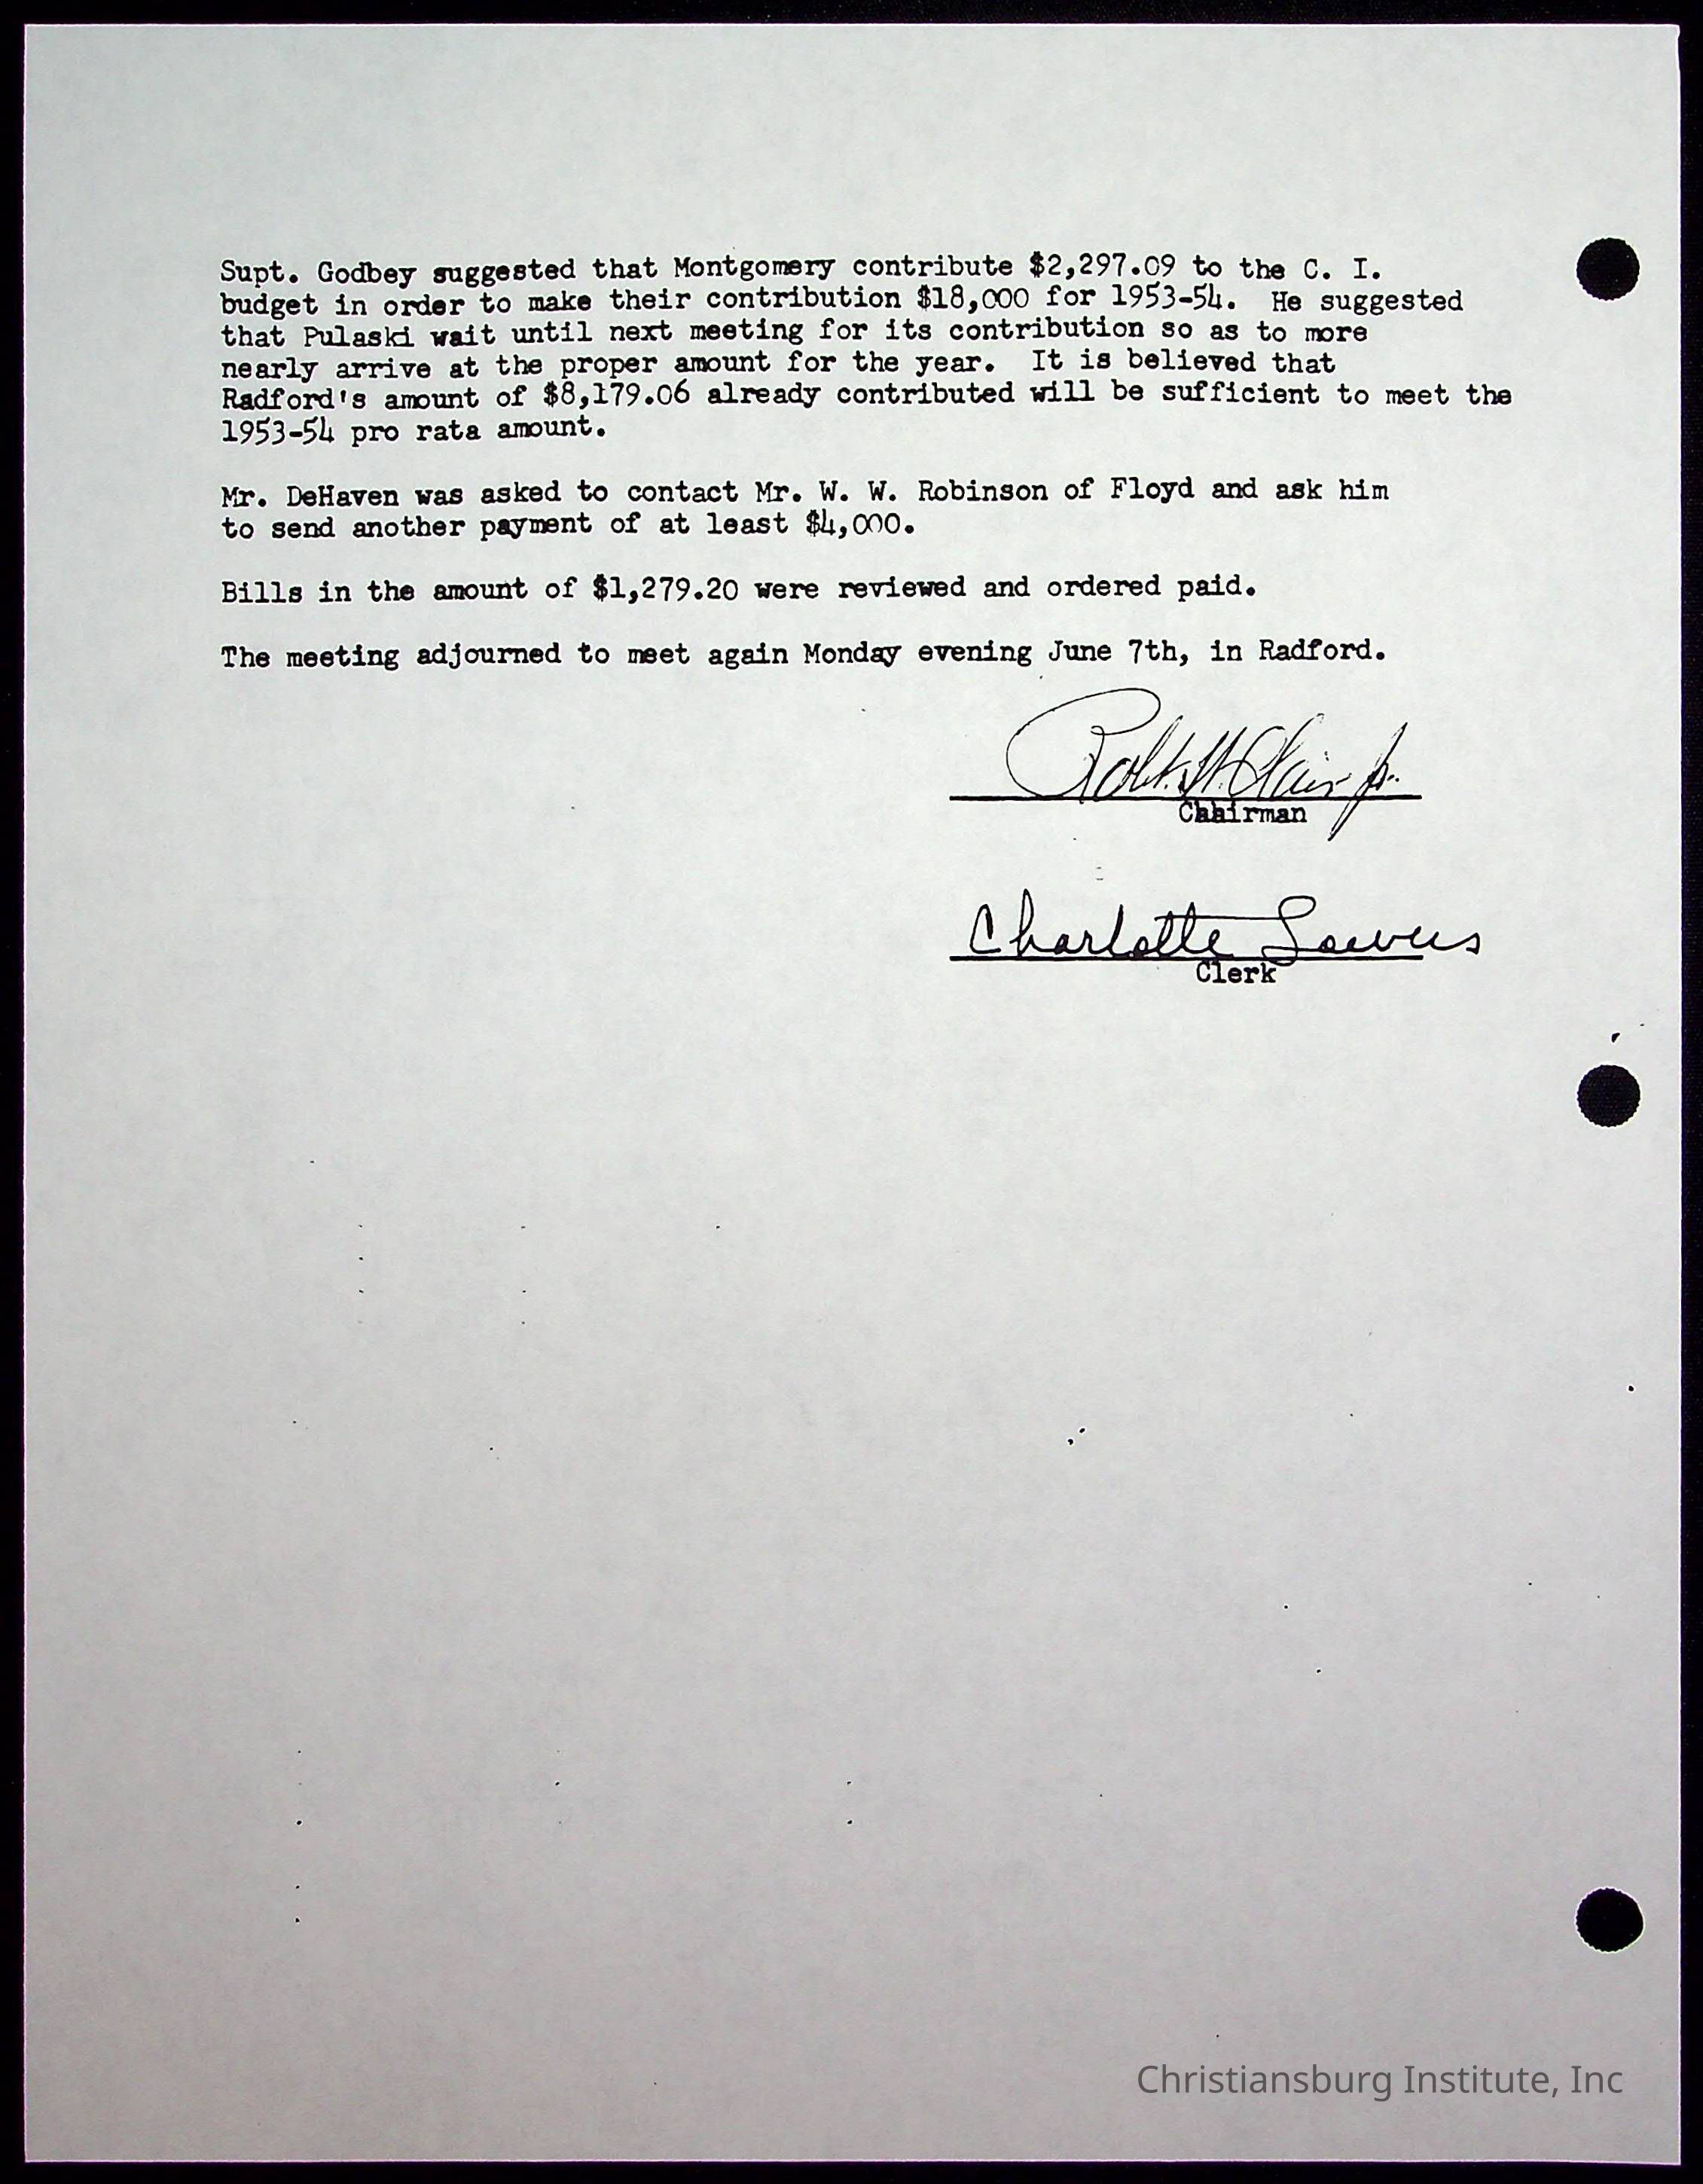 Supt. Godbey suggested that Montgomery contribute $2,297.09 to the C. I.
budget in order to make their contribution $18,000 for 1953-54. He suggested
that Pulaski wait until next meeting for its contribution so as to more
nearly arrive at the proper amount for the year. It is believed that
Radford's amount of $8,179.06 already contributed will be sufficient to meet the
1953-54 pro rata amount.
Mr. DeHaven was asked to contact Mr. W. W. Robinson of Floyd and ask him
to send another payment of at least $4,000.
Bills in the amount of $1,279.20 were reviewed and ordered paid.
The meeting adjourned to meet again Monday evening June 7th, in Radford.
Jr.
Chairman
Charlotte
Clerk
Christiansburg Institute, Inc